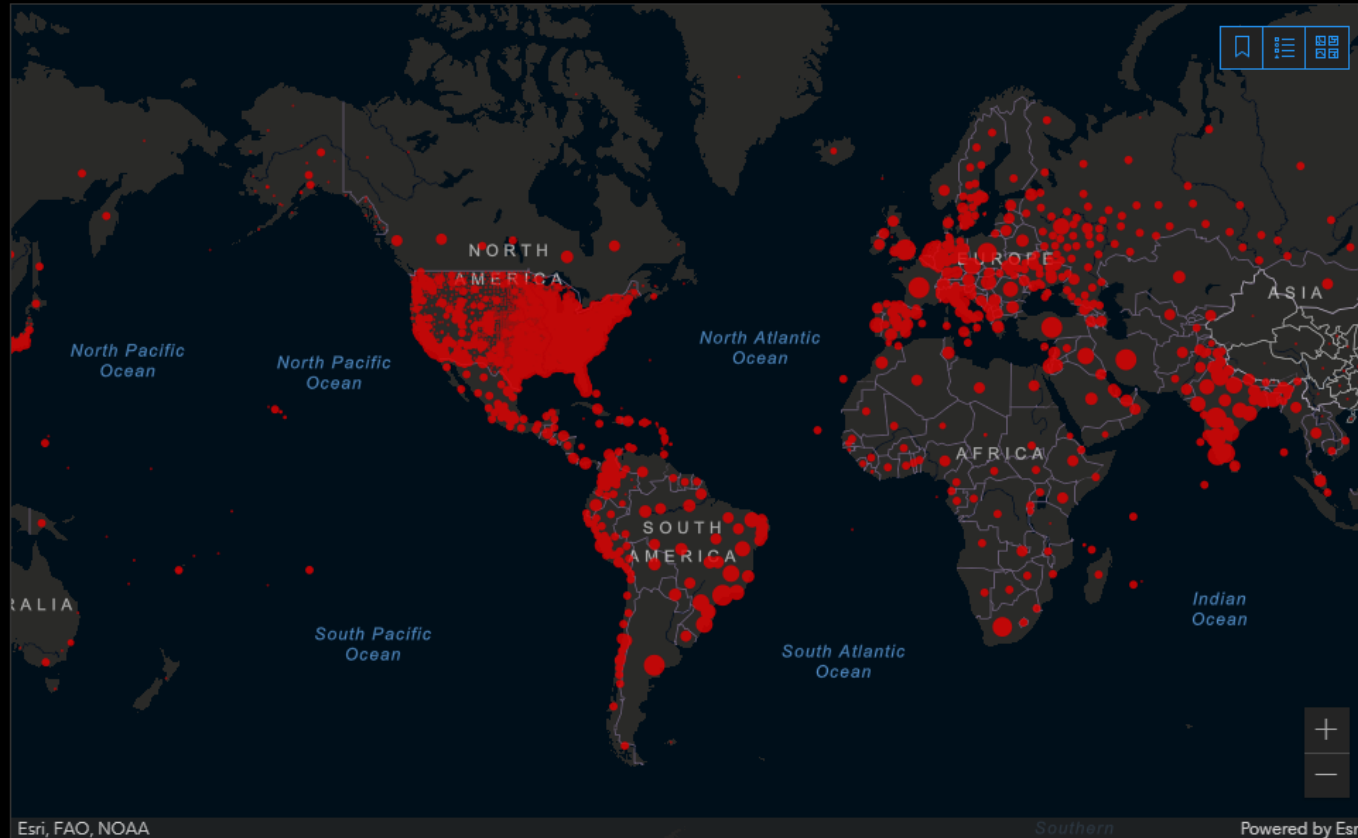 NORTH
AMERICA
EUROPE
ASIA
North Pacific
Ocean
North Pacific
Ocean
North Atlantic
Ocean
AFRICA
SOUTH
AMERICA
RALIA
South Pacific
Ocean
South Atlantic
Ocean
Indian
Ocean
Southern
Esri, FAO, NOAA
Powered by Esr